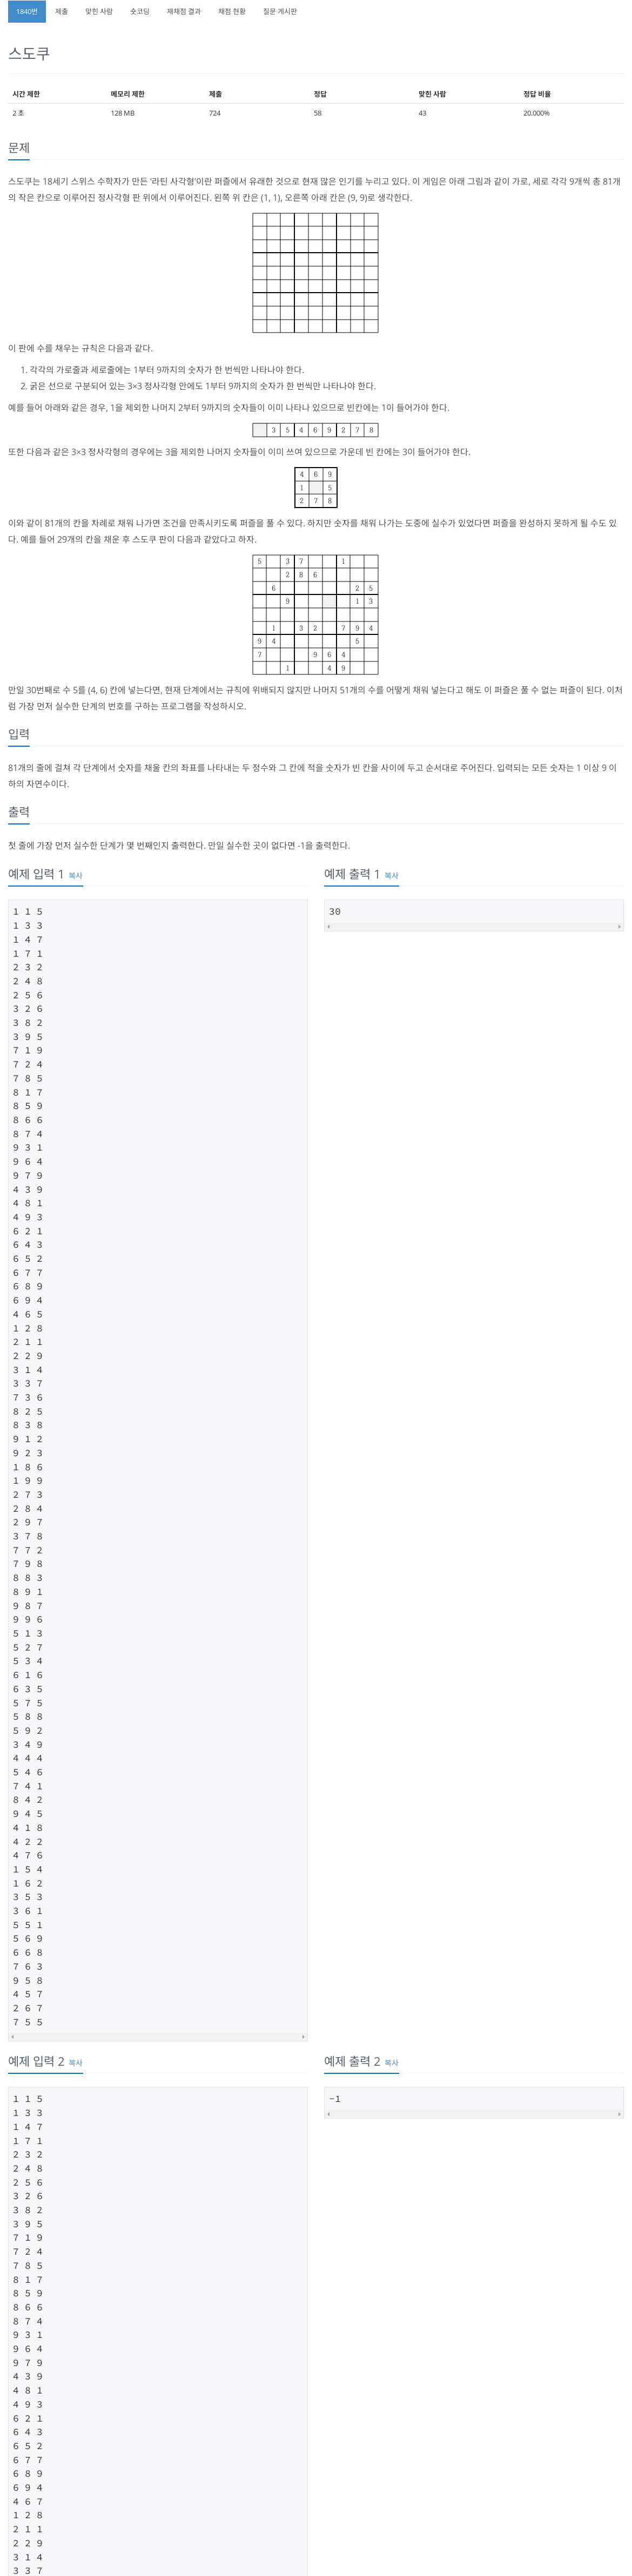 1840번 제출 맞힌 사람 숏코딩 재채점 결과 채점 현황 질문 게시판
스도쿠
시간 제한 메모리 제한 제출 정답 맞힌 사람 정답 비율
2 초 128 MB 724 58 43 20.000%
문제
스도쿠는 18세기 스위스 수학자가 만든 '라틴 사각형'이란 퍼즐에서 유래한 것으로 현재 많은 인기를 누리고 있다. 이 게임은 아래 그림과 같이 가로, 세로 각각 9개씩 총 81개
의 작은 칸으로 이루어진 정사각형 판 위에서 이루어진다. 왼쪽 위 칸은 (1, 1), 오른쪽 아래 칸은 (9, 9)로 생각한다.
이 판에 수를 채우는 규칙은 다음과 같다.
1. 각각의 가로줄과 세로줄에는 1부터 9까지의 숫자가 한 번씩만 나타나야 한다.
2. 굵은 선으로 구분되어 있는 3×3 정사각형 안에도 1부터 9까지의 숫자가 한 번씩만 나타나야 한다.
예를 들어 아래와 같은 경우, 1을 제외한 나머지 2부터 9까지의 숫자들이 이미 나타나 있으므로 빈칸에는 1이 들어가야 한다.
3 5 4 6 9 2 7 8
또한 다음과 같은 3×3 정사각형의 경우에는 3을 제외한 나머지 숫자들이 이미 쓰여 있으므로 가운데 빈 칸에는 3이 들어가야 한다.
4 6 9
1 5
2 7 8
이와 같이 81개의 칸을 차례로 채워 나가면 조건을 만족시키도록 퍼즐을 풀 수 있다. 하지만 숫자를 채워 나가는 도중에 실수가 있었다면 퍼즐을 완성하지 못하게 될 수도 있
다. 예를 들어 29개의 칸을 채운 후 스도쿠 판이 다음과 같았다고 하자.
5 3 7 1
2 8 6
6 2 5
9 1 3
1 3 2 7 9 4
9 4 5
7 9 6 4
1 4 9
만일 30번째로 수 5를 (4, 6) 칸에 넣는다면, 현재 단계에서는 규칙에 위배되지 않지만 나머지 51개의 수를 어떻게 채워 넣는다고 해도 이 퍼즐은 풀 수 없는 퍼즐이 된다. 이처
럼 가장 먼저 실수한 단계의 번호를 구하는 프로그램을 작성하시오.
입력
81개의 줄에 걸쳐 각 단계에서 숫자를 채울 칸의 좌표를 나타내는 두 정수와 그 칸에 적을 숫자가 빈 칸을 사이에 두고 순서대로 주어진다. 입력되는 모든 숫자는 1 이상 9 이
하의 자연수이다.
출력
첫 줄에 가장 먼저 실수한 단계가 몇 번째인지 출력한다. 만일 실수한 곳이 없다면 -1을 출력한다.
예제 입력 1 복사
1 1 5
1 3 3
1 4 7
1 7 1
2 3 2
2 4 8
2 5 6
3 2 6
3 8 2
3 9 5
7 1 9
7 2 4
7 8 5
8 1 7
8 5 9
8 6 6
8 7 4
9 3 1
9 6 4
9 7 9
4 3 9
4 8 1
4 9 3
6 2 1
6 4 3
6 5 2
6 7 7
6 8 9
6 9 4
4 6 5
1 2 8
2 1 1
2 2 9
3 1 4
3 3 7
7 3 6
8 2 5
8 3 8
9 1 2
9 2 3
1 8 6
1 9 9
2 7 3
2 8 4
2 9 7
3 7 8
7 7 2
7 9 8
8 8 3
8 9 1
9 8 7
9 9 6
5 1 3
5 2 7
5 3 4
6 1 6
6 3 5
5 7 5
5 8 8
5 9 2
3 4 9
4 4 4
5 4 6
7 4 1
8 4 2
9 4 5
4 1 8
4 2 2
4 7 6
1 5 4
1 6 2
3 5 3
3 6 1
5 5 1
5 6 9
6 6 8
7 6 3
9 5 8
4 5 7
2 6 7
7 5 5
예제 출력 1 복사
30
예제 입력 2 복사
1 1 5
1 3 3
1 4 7
1 7 1
2 3 2
2 4 8
2 5 6
3 2 6
3 8 2
3 9 5
7 1 9
7 2 4
7 8 5
8 1 7
8 5 9
8 6 6
8 7 4
9 3 1
9 6 4
9 7 9
4 3 9
4 8 1
4 9 3
6 2 1
6 4 3
6 5 2
6 7 7
6 8 9
6 9 4
4 6 7
1 2 8
2 1 1
2 2 9
3 1 4
3 3 7
예제 출력 2 복사
-1